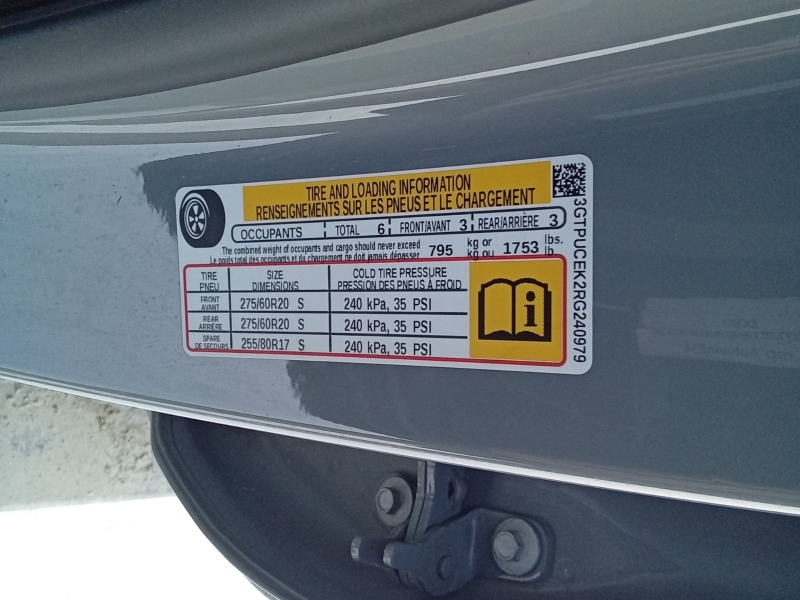 TIRE AND LOADING INFORMATION
RENSEIGNEMENTS SUR LES PNEUS ET LE CHARGEMENT
OCCUPANTS TOTAL 6 FRONT/AVANT 3 REAR/ARRIÈRE 3
The combined weight of occupants and cargo should never exceed 795 kg or 1753 lbs.
Le poids total des occupants et du chargement ne doit jamais dépasser kg ou lb
TIRE SIZE COLD TIRE PRESSURE
PNEU DIMENSIONS PRESSION DES PNEUS À FROID
FRONT
AVANT 275/60R20 S 240 kPa, 35 PSI
REAR
ARRIÈRE 275/60R20 S 240 kPa, 35 PSI
SPARE
DE SECOURS 255/80R17 S 240 kPa, 35 PSI
3GTPUCEK2RG240979